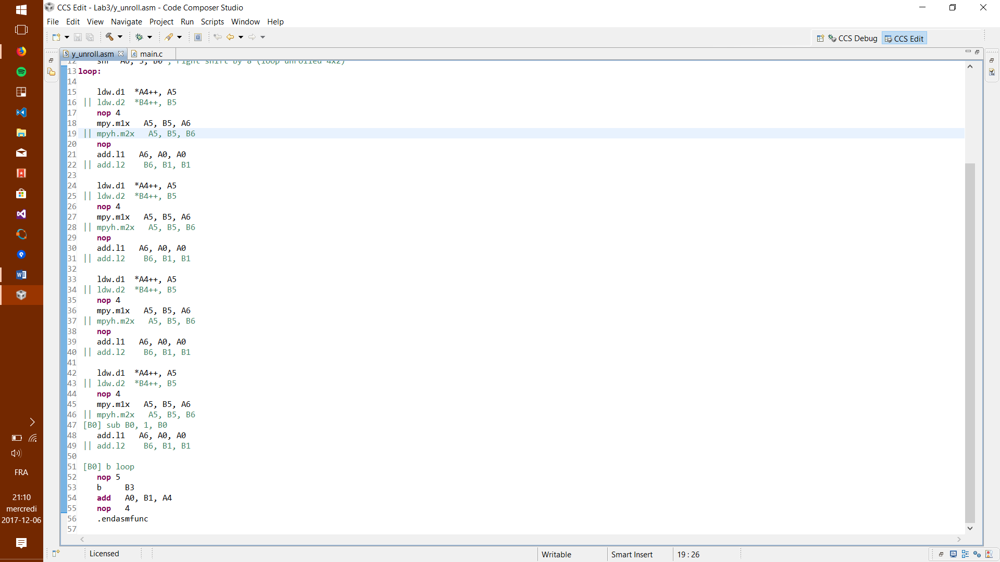 CCS Edit - Lab3/y_unroll.asm - Code Composer Studio
File Edit View Navigate Project Run Scripts Window Help
CCS Debug CCS Edit
y_unroll.asm main.c
12 shr A6, 3, B0 ; right shift by 8 (loop unrolled 4x2)
13 loop:
14
15 ldw.d1 *A4++, A5
16 || ldw.d2 *B4++, B5
17 nop 4
18 mpy.m1x A5, B5, A6
19 || mpyh.m2x A5, B5, B6
20 nop
21 add.l1 A6, A0, A0
22 || add.l2 B6, B1, B1
23
24 ldw.d1 *A4++, A5
25 || ldw.d2 *B4++, B5
26 nop 4
27 mpy.m1x A5, B5, A6
28 || mpyh.m2x A5, B5, B6
29 nop
30 add.l1 A6, A0, A0
31 || add.l2 B6, B1, B1
32
33 ldw.d1 *A4++, A5
34 || ldw.d2 *B4++, B5
35 nop 4
36 mpy.m1x A5, B5, A6
37 || mpyh.m2x A5, B5, B6
38 nop
39 add.l1 A6, A0, A0
40 || add.l2 B6, B1, B1
41
42 ldw.d1 *A4++, A5
43 || ldw.d2 *B4++, B5
44 nop 4
45 mpy.m1x A5, B5, A6
46 || mpyh.m2x A5, B5, B6
47 [B0] sub B0, 1, B0
48 add.l1 A6, A0, A0
49 || add.l2 B6, B1, B1
50
51 [B0] b loop
52 nop 5
53 b B3
54 add A0, B1, A4
55 nop 4
56 .endasmfunc
57
Licensed Writable Smart Insert 19 : 26
FRA
21:10
mercredi
2017-12-06